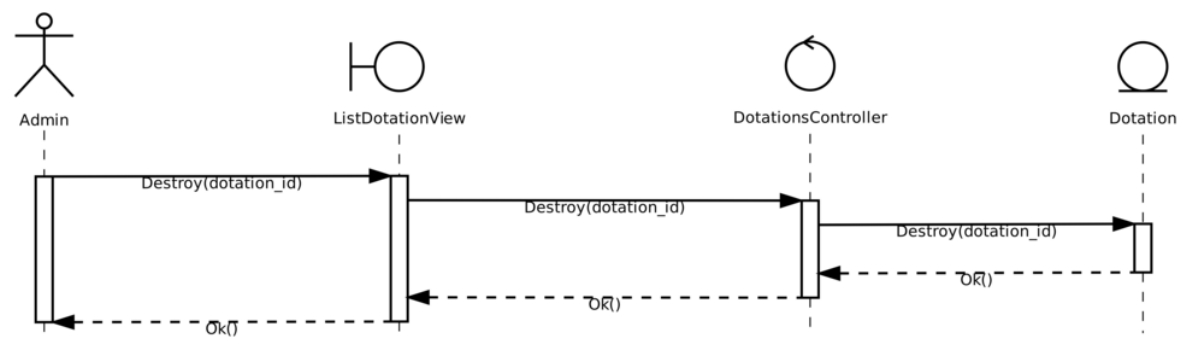 Admin
ListDotationView
DotationsController
Dotation
Destroy(dotation_id)
Destroy(dotation_id)
Destroy(dotation_id)
Ok()
Ok()
Ok()